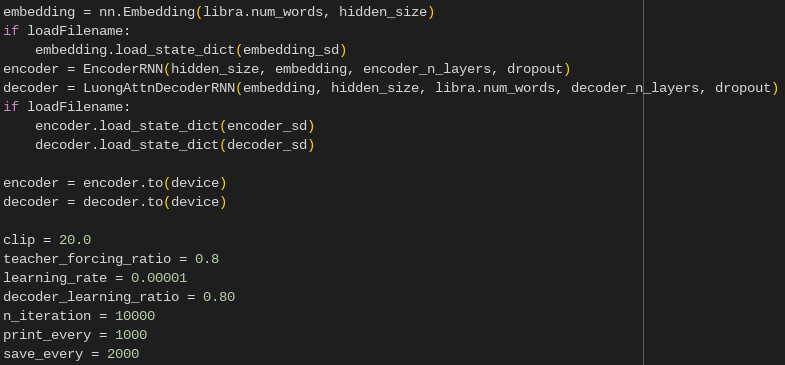 embedding = nn.Embedding(libra.num_words, hidden_size)
if loadFilename:
    embedding.load_state_dict(embedding_sd)
encoder = EncoderRNN(hidden_size, embedding, encoder_n_layers, dropout)
decoder = LuongAttnDecoderRNN(embedding, hidden_size, libra.num_words, decoder_n_layers, dropout)
if loadFilename:
    encoder.load_state_dict(encoder_sd)
    decoder.load_state_dict(decoder_sd)

encoder = encoder.to(device)
decoder = decoder.to(device)

clip = 20.0
teacher_forcing_ratio = 0.8
learning_rate = 0.00001
decoder_learning_ratio = 0.80
n_iteration = 10000
print_every = 1000
save_every = 2000